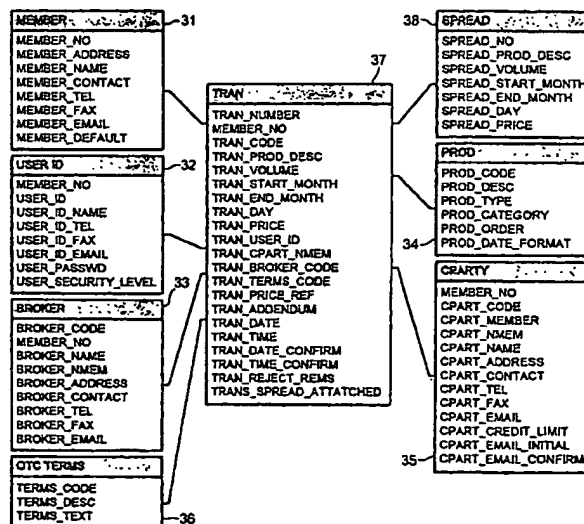 MEMBER
31
MEMBER_NO
MEMBER_ADDRESS
MEMBER_NAME
MEMBER_CONTACT
MEMBER_TEL
MEMBER_FAX
MEMBER_EMAIL
MEMBER_DEFAULT
USER ID
32
MEMBER_NO
USER_ID
USER_ID_NAME
USER_ID_TEL
USER_ID_FAX
USER_ID_EMAIL
USER_PASSWD
USER_SECURITY_LEVEL
BROKER
33
BROKER_CODE
MEMBER_NO
BROKER_NAME
BROKER_NMEM
BROKER_ADDRESS
BROKER_CONTACT
BROKER_TEL
BROKER_FAX
BROKER_EMAIL
OTC TERMS
TERMS_CODE
TERMS_DESC
TERMS_TEXT
36
37
TRAN
TRAN_NUMBER
MEMBER_NO
TRAN_CODE
TRAN_PROD_DESC
TRAN_VOLUME
TRAN_START_MONTH
TRAN_END_MONTH
TRAN_DAY
TRAN_PRICE
TRAN_USER_ID
TRAN_CPART_NMEM
TRAN_BROKER_CODE
TRAN_TERMS_CODE
TRAN_PRICE_REF
TRAN_ADDENDUM
TRAN_DATE
TRAN_TIME
TRAN_DATE_CONFIRM
TRAN_TIME_CONFIRM
TRAN_REJECT_REMS
TRANS_SPREAD_ATTATCHED
38
SPREAD
SPREAD_NO
SPREAD_PROD_DESC
SPREAD_VOLUME
SPREAD_START_MONTH
SPREAD_END_MONTH
SPREAD_DAY
SPREAD_PRICE
PROD
PROD_CODE
PROD_DESC
PROD_TYPE
PROD_CATEGORY
PROD_ORDER
34
PROD_DATE_FORMAT
CPARTY
MEMBER_NO
CPART_CODE
CPART_MEMBER
CPART_NMEM
CPART_NAME
CPART_ADDRESS
CPART_CONTACT
CPART_TEL
CPART_FAX
CPART_EMAIL
CPART_CREDIT_LIMIT
CPART_EMAIL_INITIAL
35
CPART_EMAIL_CONFIRM